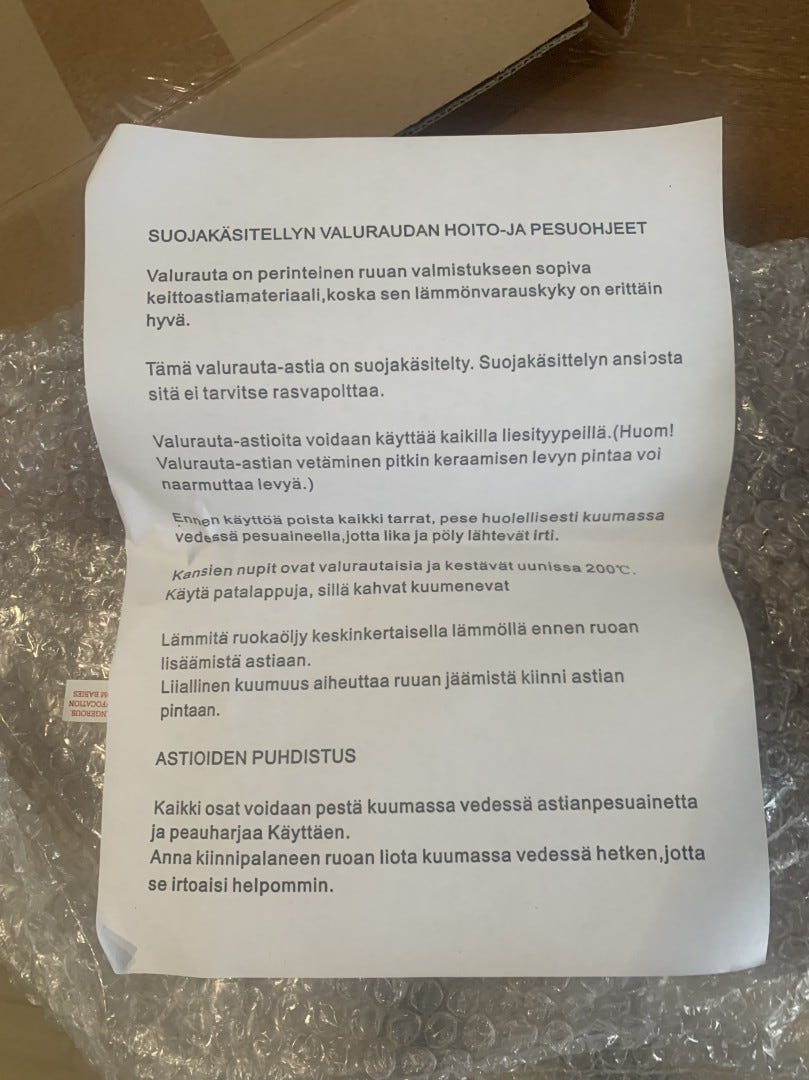 SUOJAKÄSITELLYN VALURAUDAN HOITO-JA PESUOHJEET
Valurauta on perinteinen ruuan valmistukseen sopiva
keittoastiamateriaali,koska sen lämmönvarauskyky on erittäin
hyvä.
Tämä valurauta-astia on suojakäsitelty. Suojakäsittelyn ansiosta
sitä ei tarvitse rasvapolttaa.
Valurauta-astioita voidaan käyttää kaikilla liesityypeillä.(Huom!
Valurauta-astian vetäminen pitkin keraamisen levyn pintaa voi
naarmuttaa levyä.)
Ennen käyttöä poista kaikki tarrat, pese huolellisesti kuumassa
vedessä pesuaineella,jotta lika ja pöly lähtevät irti.
Kansien nupit ovat valurautaisia ja kestävät uunissa 200℃.
Käytä patalappuja, sillä kahvat kuumenevat
Lämmitä ruokaöljy keskinkertaisella lämmöllä ennen ruoan
lisäämistä astiaan.
Liiallinen kuumuus aiheuttaa ruuan jäämistä kiinni astian
pintaan.
NGEROUS
FOCATION
M BABIES
ASTIOIDEN PUHDISTUS
Kaikki osat voidaan pestä kuumassa vedessä astianpesuainetta
ja peauharjaa Käyttäen.
Anna kiinnipalaneen ruoan liota kuumassa vedessä hetken,jotta
se irtoaisi helpommin.